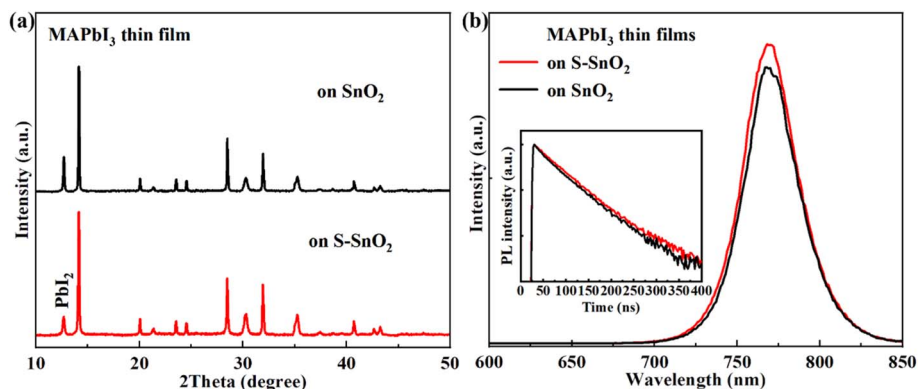 (a)
MAPbI3 thin film
on SnO2
on S-SnO2
PbI2
Intensity (a.u.)
10 20 30 40 50
2Theta (degree)
(b)
MAPbI3 thin films
on S-SnO2
on SnO2
Intensity (a.u.)
PL intensity (a.u.)
0 50 100 150 200 250 300 350 400
Time (ns)
600 650 700 750 800 850
Wavelength (nm)